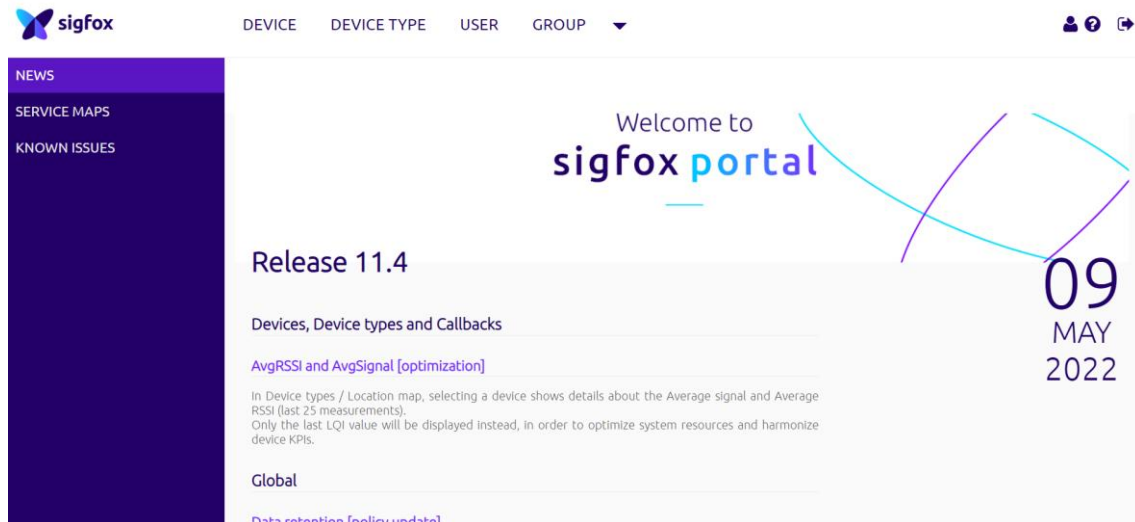 sigfox
DEVICE DEVICE TYPE USER GROUP
NEWS
SERVICE MAPS
KNOWN ISSUES
Welcome to
sigfox portal
Release 11.4
09
MAY
2022
Devices, Device types and Callbacks
AvgRSSI and AvgSignal [optimization]
In Device types / Location map, selecting a device shows details about the Average signal and Average
RSSI (last 25 measurements).
Only the last LQI value will be displayed instead, in order to optimize system resources and harmonize
device KPIs.
Global
Data retention [policy update]